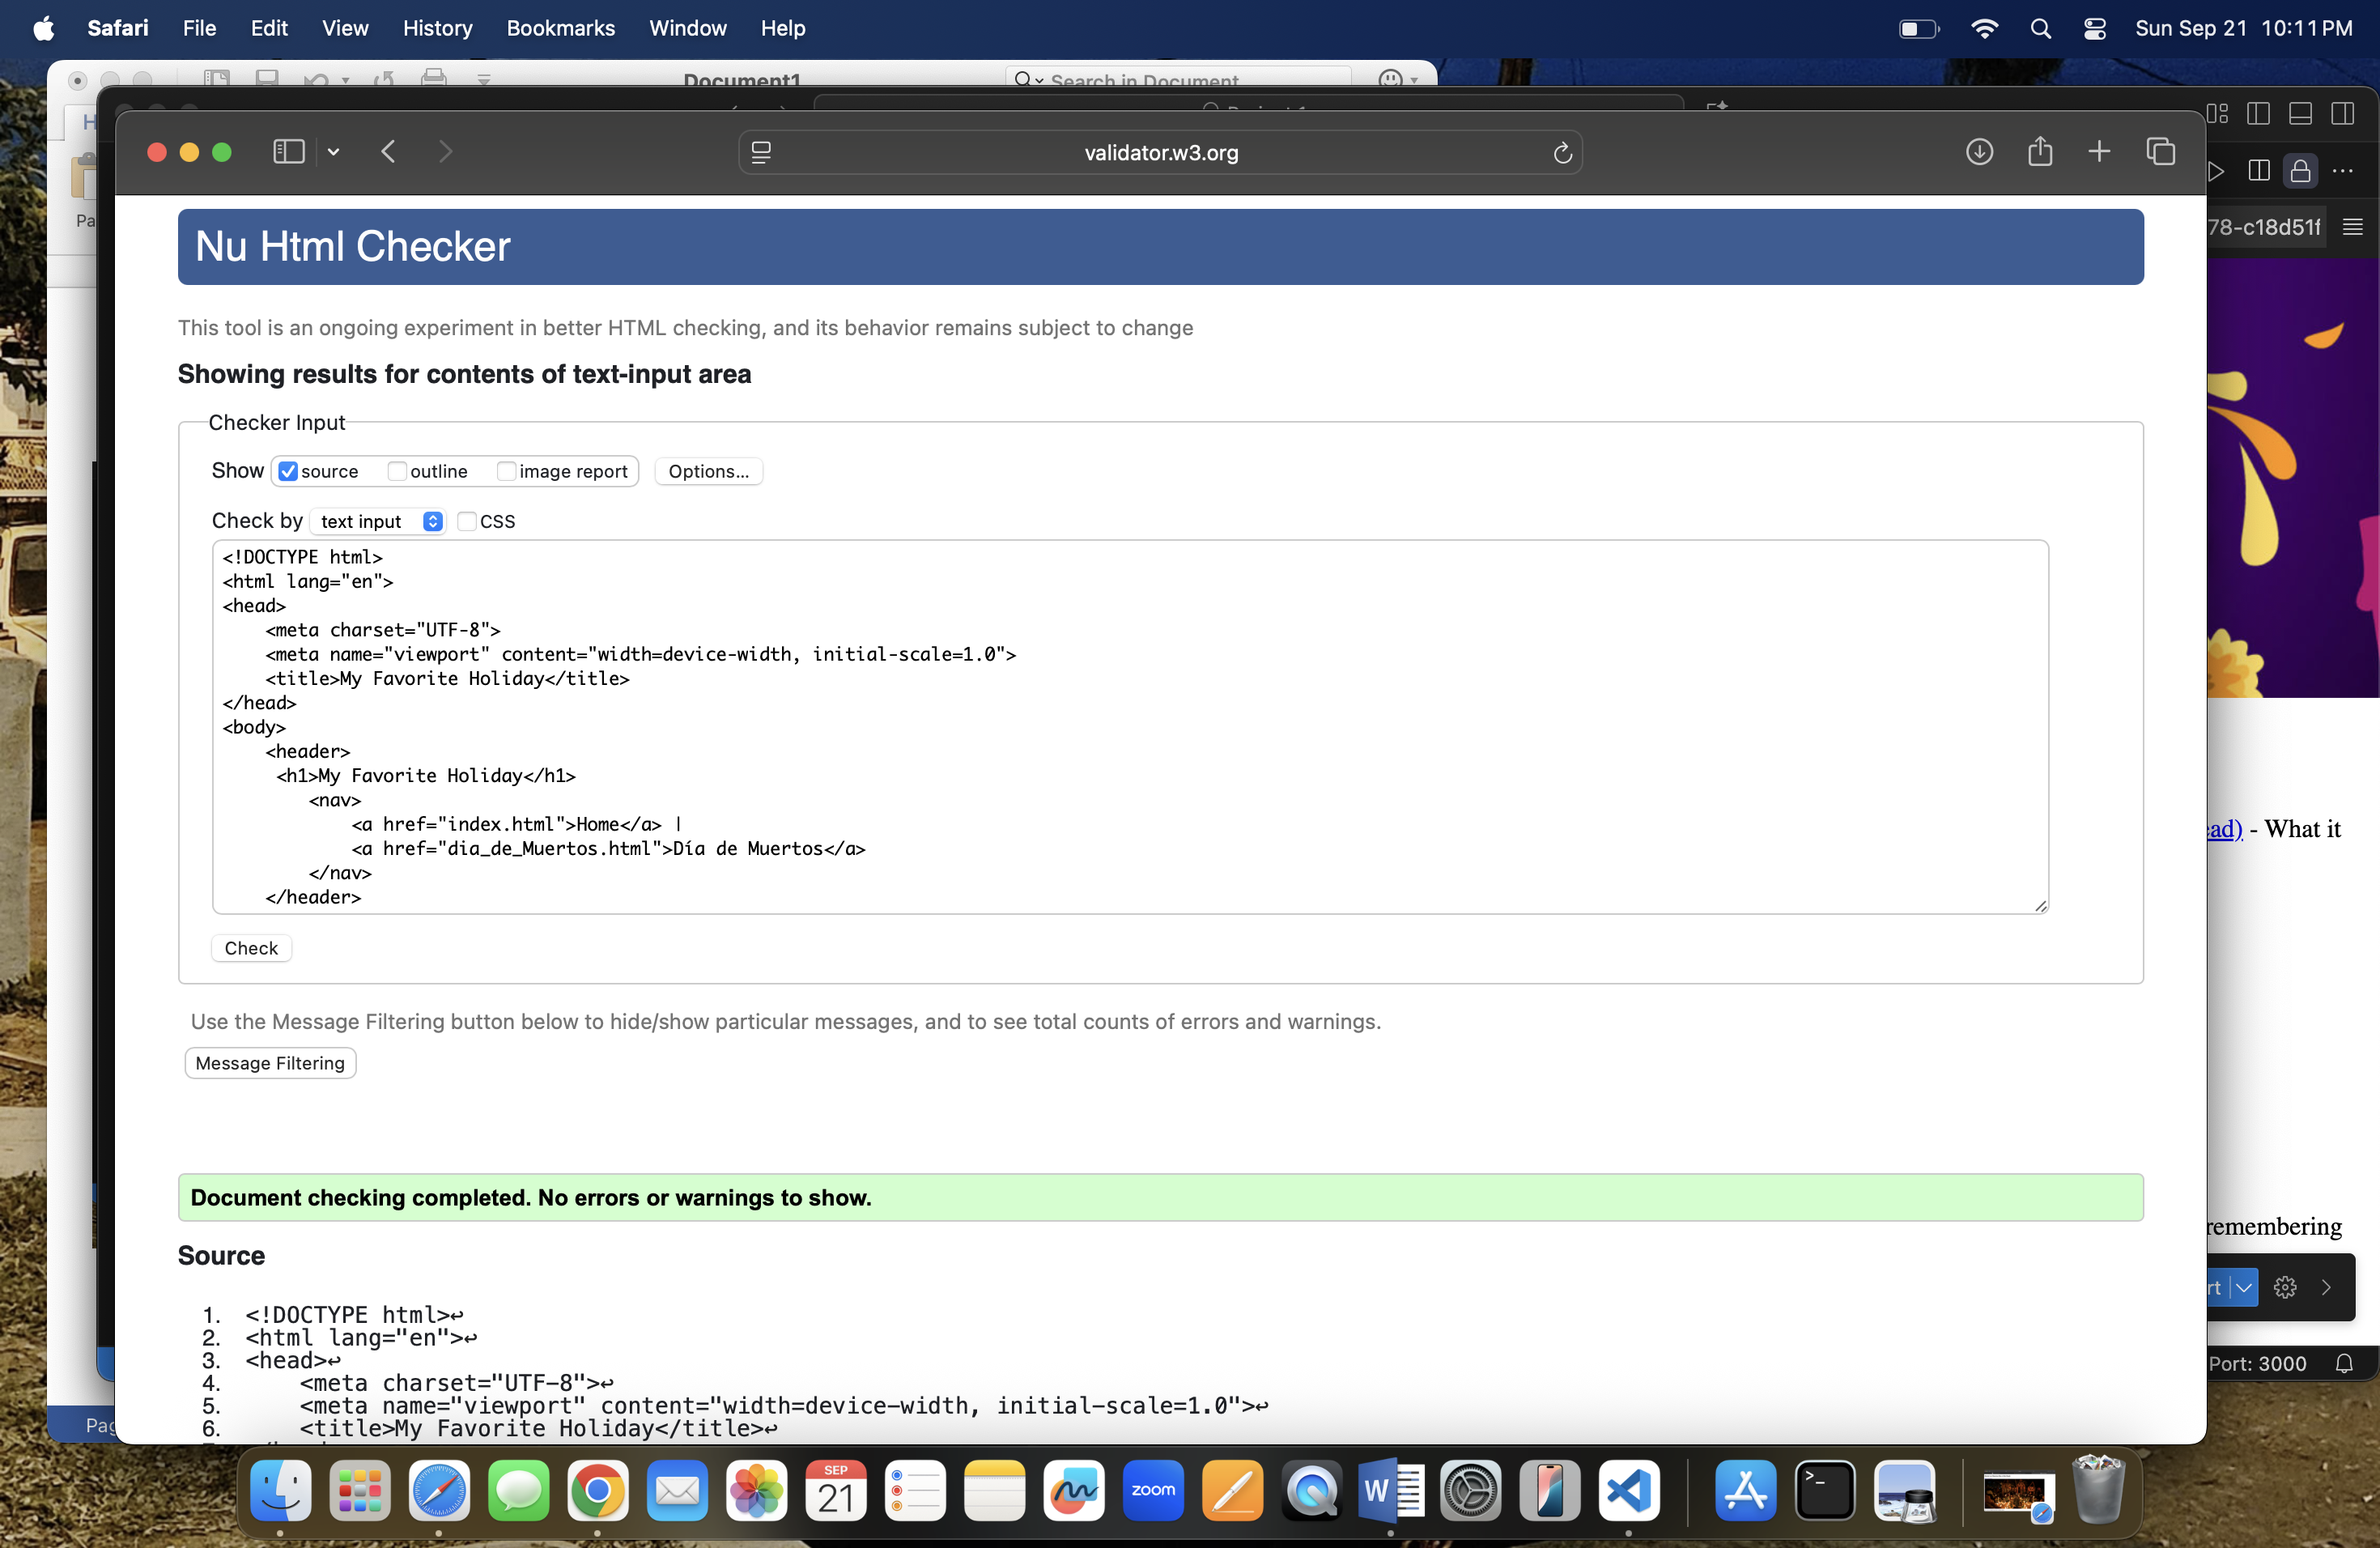 Safari File Edit View History Bookmarks Window Help Sun Sep 21 10:11 PM
Document1 Search in Document
validator.w3.org
78-c18d51f
Nu Html Checker
This tool is an ongoing experiment in better HTML checking, and its behavior remains subject to change
Showing results for contents of text-input area
Checker Input
Show source outline image report Options...
Check by text input CSS
<!DOCTYPE html>
<html lang="en">
<head>
<meta charset="UTF-8">
<meta name="viewport" content="width=device-width, initial-scale=1.0">
<title>My Favorite Holiday</title>
</head>
<body>
<header>
<h1>My Favorite Holiday</h1>
<nav>
<a href="index.html">Home</a> |
<a href="dia_de_Muertos.html">Día de Muertos</a>
</nav>
</header>
ead) - What it
Check
Use the Message Filtering button below to hide/show particular messages, and to see total counts of errors and warnings.
Message Filtering
Document checking completed. No errors or warnings to show.
remembering
Source
1. <!DOCTYPE html>↩
2. <html lang="en">↩
3. <head>↩
4. <meta charset="UTF-8">↩
5. <meta name="viewport" content="width=device-width, initial-scale=1.0">↩
6. <title>My Favorite Holiday</title>↩
Port: 3000
SEP
21
zoom
W